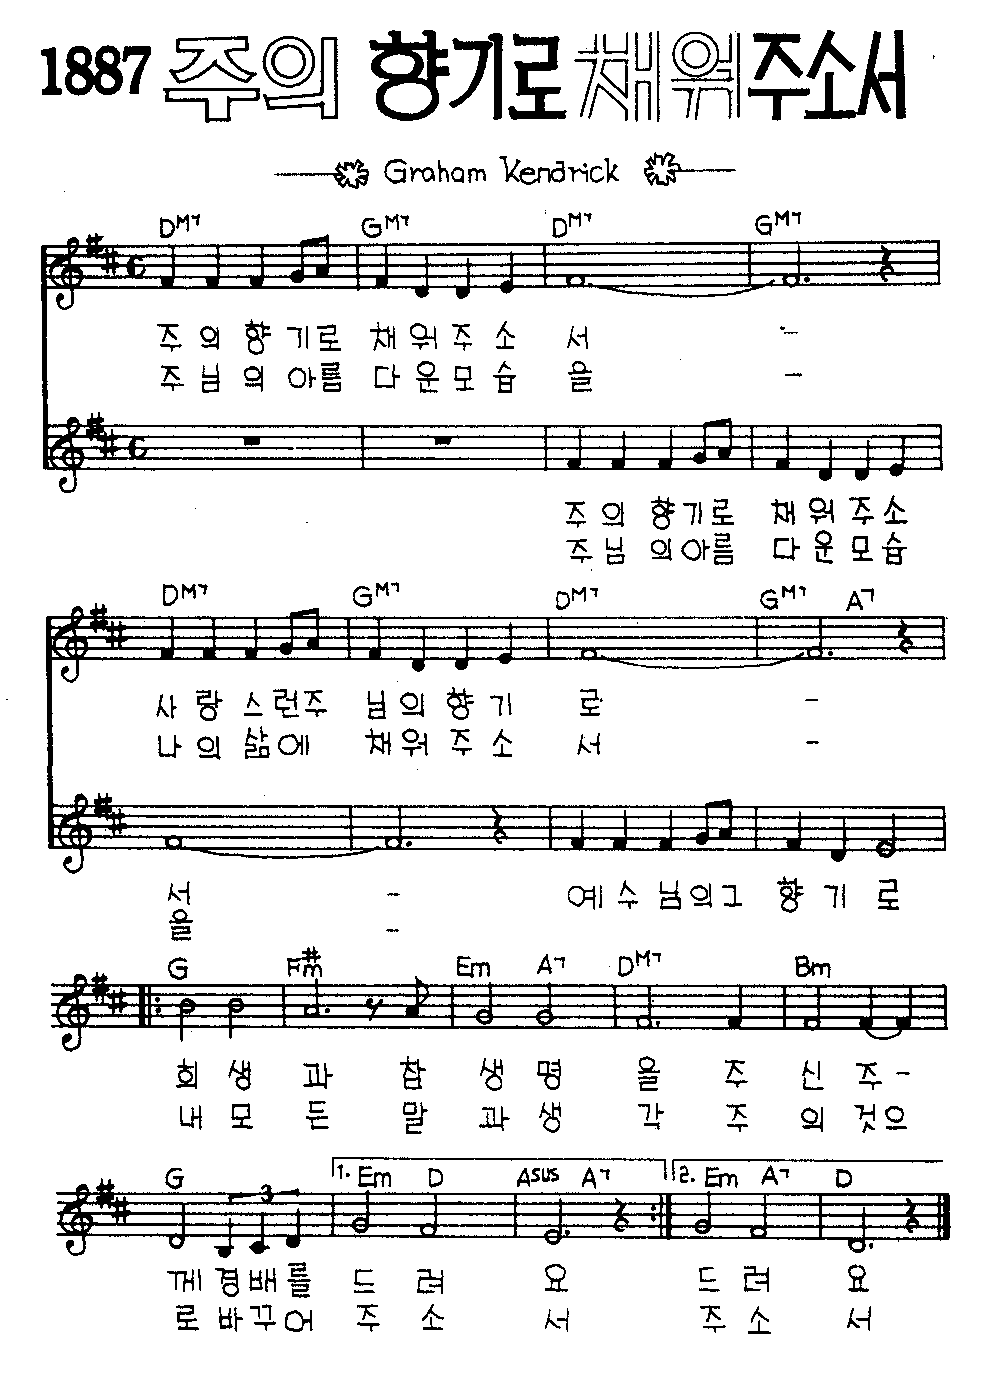 1887 주의 향기로 채워주소서
Graham Kendrick
DM7 GM7 DM7 GM7
주 의 향 기로 채 워 주 소 서 -
주 님 의 아름 다 운 모 습 을 -
주 의 향 기로 채 워 주 소
주 님 의 아름 다 운 모 습
DM7 GM7 DM7 GM7 A7
사 랑 스 런주 님 의 향 기 로 -
나 의 삶 에 채 워 주 소 서 -
서 - 예 수 님 의 그 향 기 로
을 -
G F#m Em A7 DM7 Bm
희 생 과 참 생 명 을 주 신 주 -
내 모 든 말 과 생 각 주 의 것 으
3
1. 2.
G Em D Asus A7 Em A7 D
께 경 배 를 드 려 요 드 려 요
로 바 꾸 어 주 소 서 주 소 서